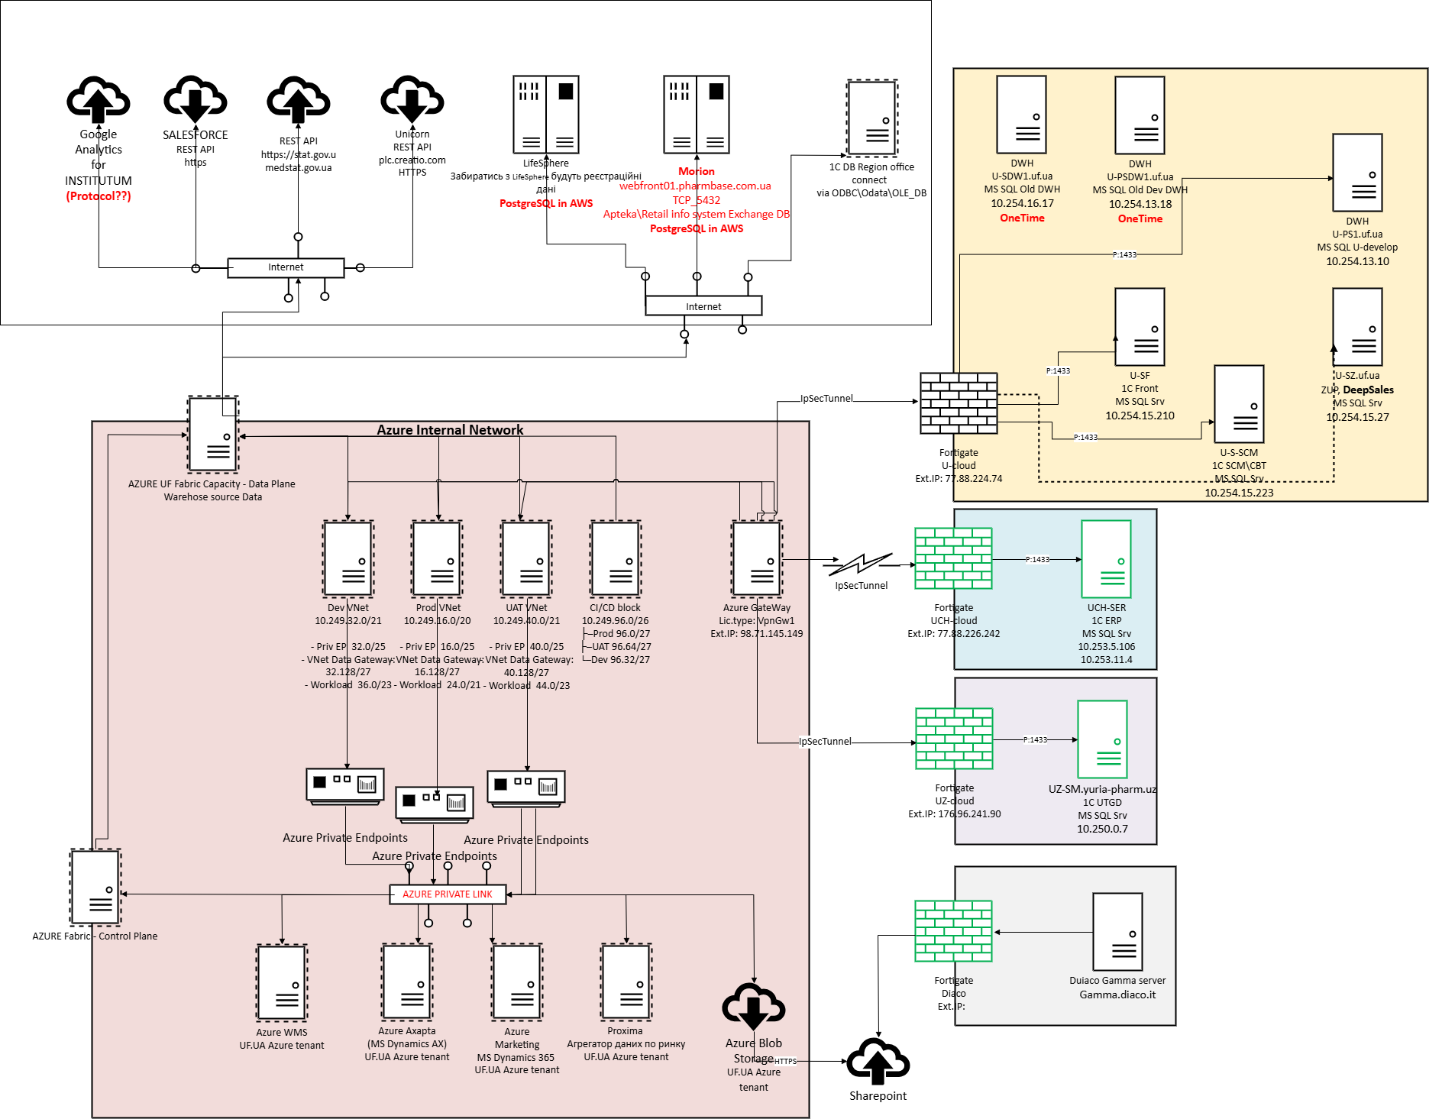 Google
Analytics
for
INSTITUTUM
(Protocol??)
SALESFORCE
REST API
https
REST API
https://stat.gov.u
medstat.gov.ua
Unicorn
REST API
plc.creatio.com
HTTPS
LifeSphere
Забиратись з LifeSphere будуть реєстраційні
дані
PostgreSQL in AWS
Morion
webfront01.pharmbase.com.ua
TCP_5432
Apteka\Retail info system Exchange DB
PostgreSQL in AWS
1C DB Region office
connect
via ODBC\Odata\OLE_DB
Internet
Internet
DWH
U-SDW1.uf.ua
MS SQL Old DWH
10.254.16.17
OneTime
DWH
U-PSDW1.uf.ua
MS SQL Old Dev DWH
10.254.13.18
OneTime
DWH
U-PS1.uf.ua
MS SQL U-develop
10.254.13.10
P:1433
P:1433
P:1433
U-SF
1C Front
MS SQL Srv
10.254.15.210
U-SZ.uf.ua
ZUP, DeepSales
MS SQL Srv
10.254.15.27
U-S-SCM
1C SCM\CBT
MS SQL Srv
10.254.15.223
IpSecTunnel
Fortigate
U-cloud
Ext.IP: 77.88.224.74
AZURE UF Fabric Capacity - Data Plane
Warehose source Data
Azure Internal Network
Dev VNet
10.249.32.0/21
- Priv EP 32.0/25
- VNet Data Gateway:
32.128/27
- Workload 36.0/23
Prod VNet
10.249.16.0/20
- Priv EP 16.0/25
VNet Data Gateway:
16.128/27
- Workload 24.0/21
UAT VNet
10.249.40.0/21
- Priv EP 40.0/25
VNet Data Gateway:
40.128/27
- Workload 44.0/23
CI/CD block
10.249.96.0/26
├─Prod 96.0/27
├─UAT 96.64/27
└─Dev 96.32/27
Azure GateWay
Lic.type: VpnGw1
Ext.IP: 98.71.145.149
IpSecTunnel
Fortigate
UCH-cloud
Ext.IP: 77.88.226.242
P:1433
UCH-SER
1C ERP
MS SQL Srv
10.253.5.106
10.253.11.4
IpSecTunnel
Fortigate
UZ-cloud
Ext.IP: 176.96.241.90
P:1433
UZ-SM.yuria-pharm.uz
1C UTGD
MS SQL Srv
10.250.0.7
Azure Private Endpoints
Azure Private Endpoints
Azure Private Endpoints
AZURE PRIVATE LINK
AZURE Fabric - Control Plane
Azure WMS
UF.UA Azure tenant
Azure Axapta
(MS Dynamics AX)
UF.UA Azure tenant
Azure
Marketing
MS Dynamics 365
UF.UA Azure tenant
Proxima
Агрегатор даних по ринку
UF.UA Azure tenant
Azure Blob
Storage
UF.UA Azure
tenant
HTTPS
Sharepoint
Fortigate
Diaco
Ext.IP:
Duiaco Gamma server
Gamma.diaco.it